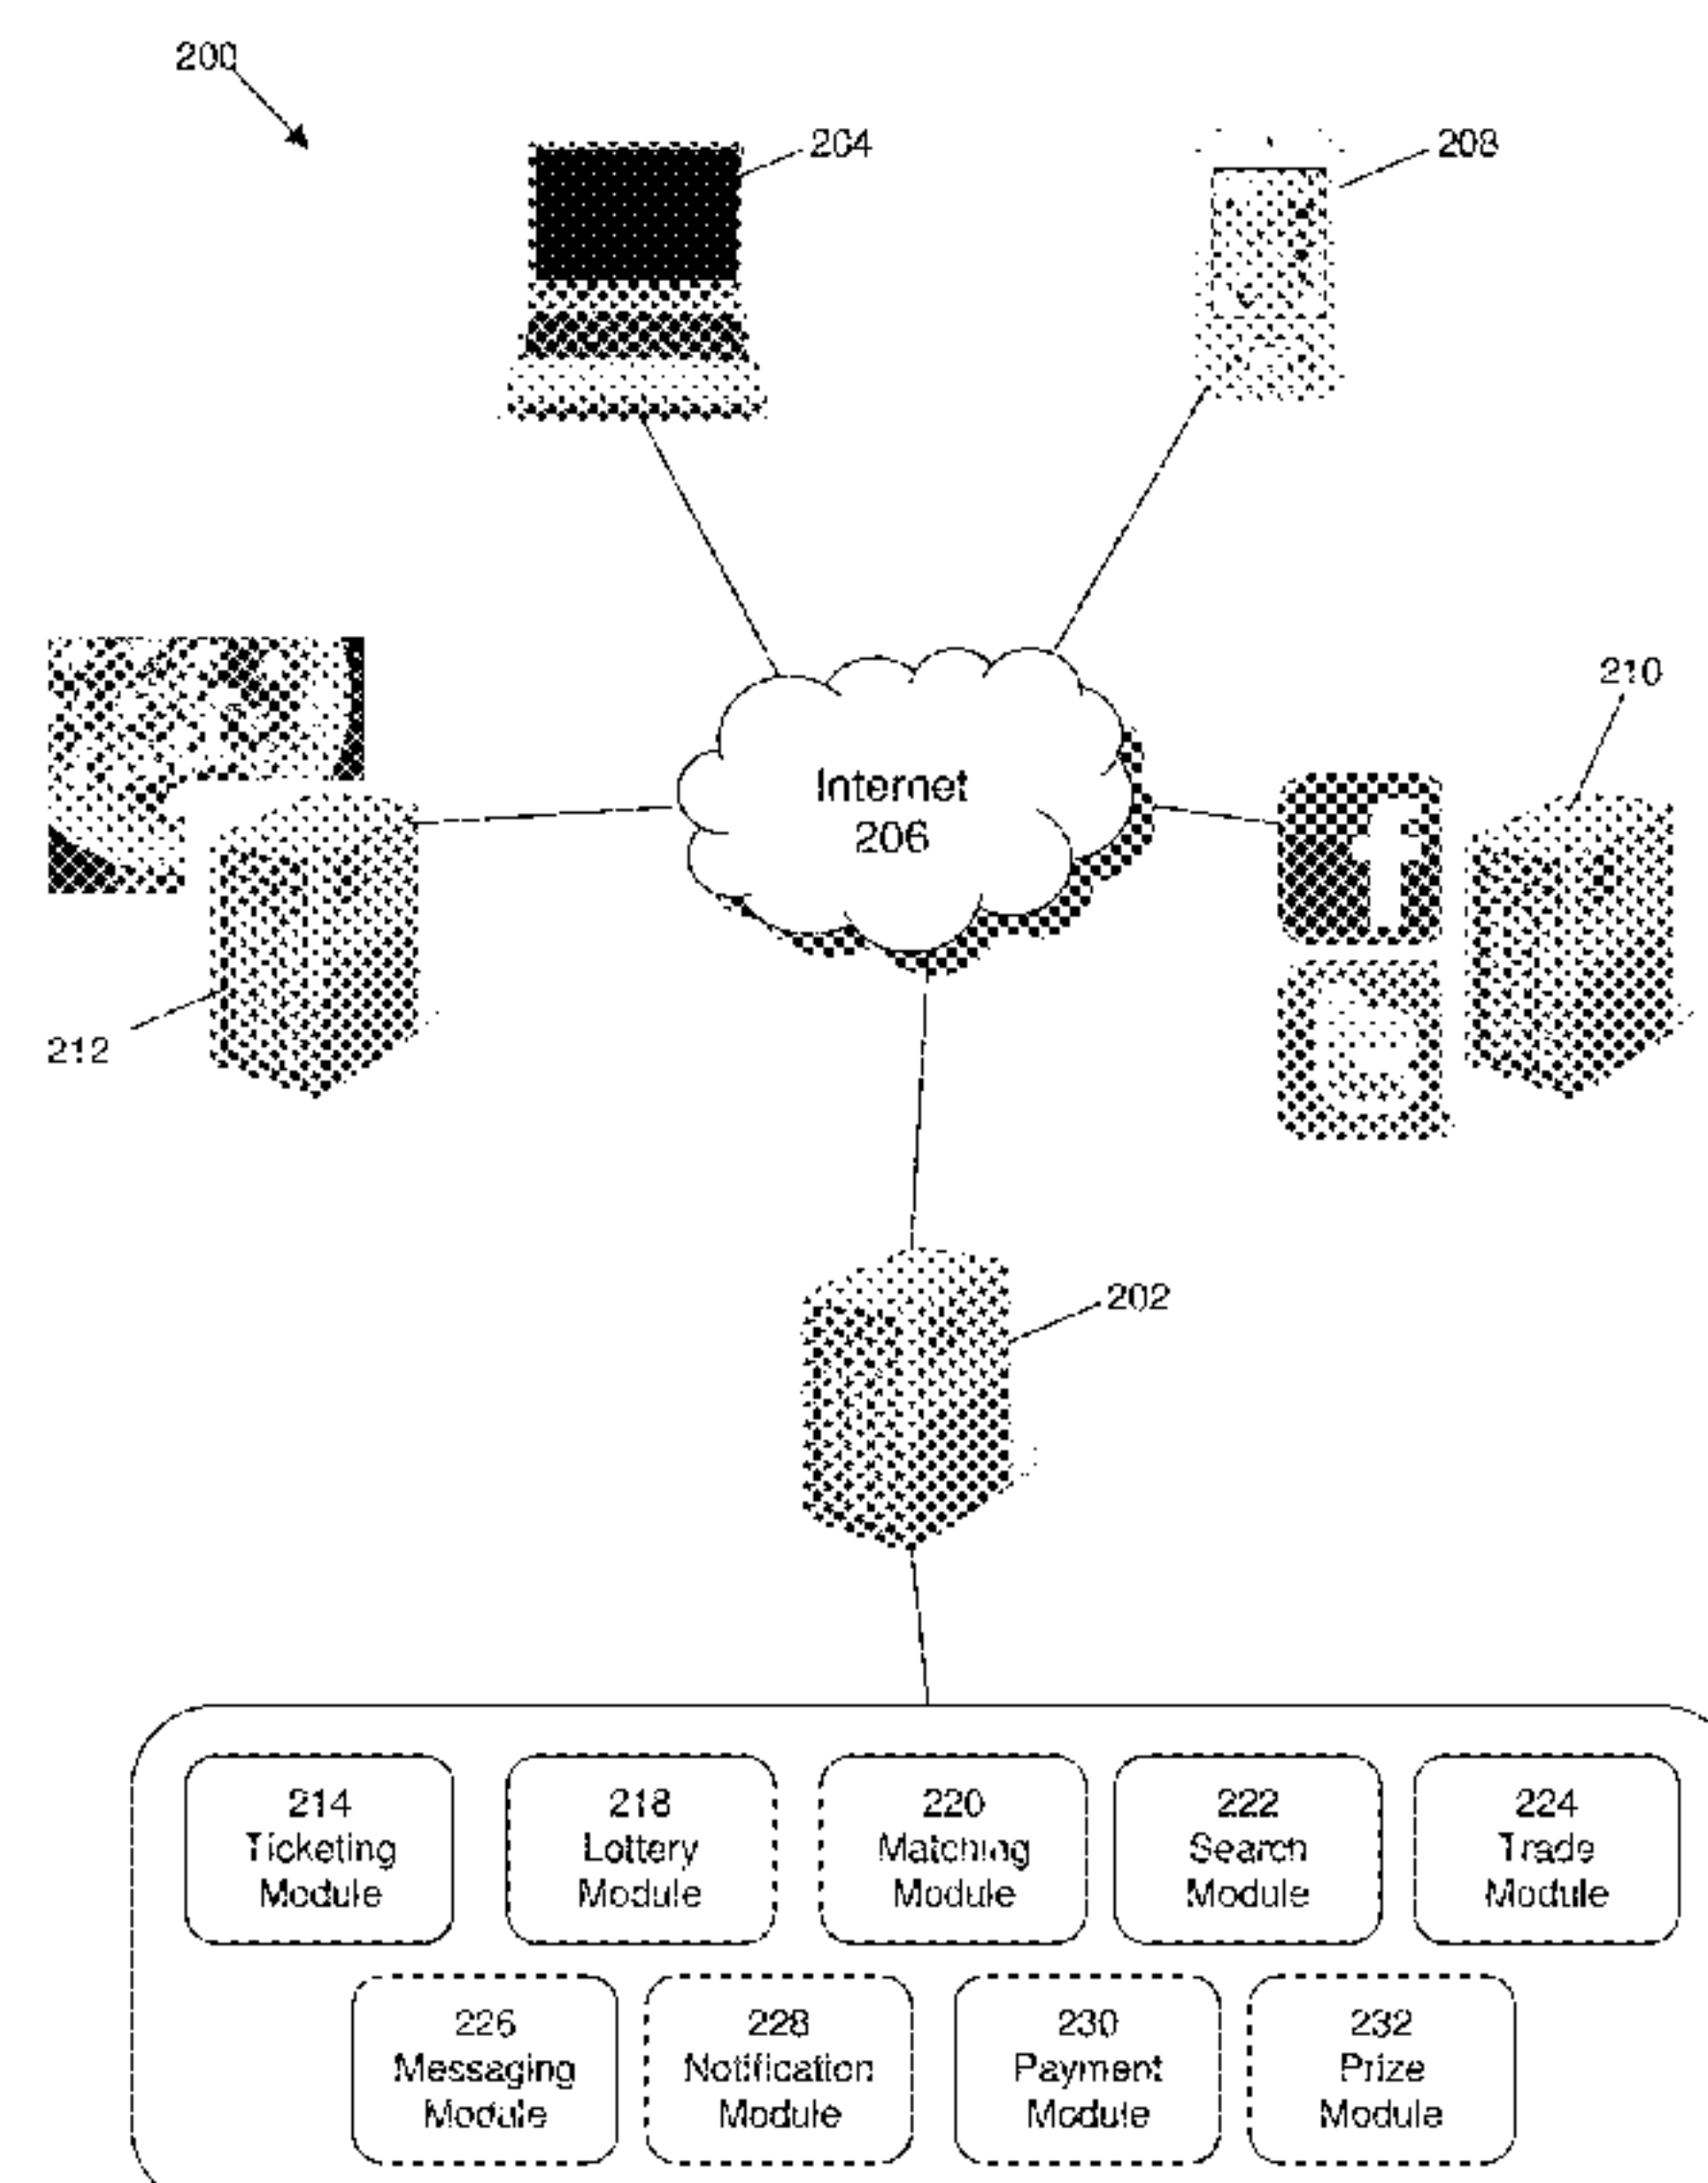 200
204
208
210
Internet
206
212
202
214
Ticketing
Module
218
Lottery
Module
220
Matching
Module
222
Search
Module
224
Trade
Module
226
Messaging
Module
228
Notification
Module
230
Payment
Module
232
Prize
Module